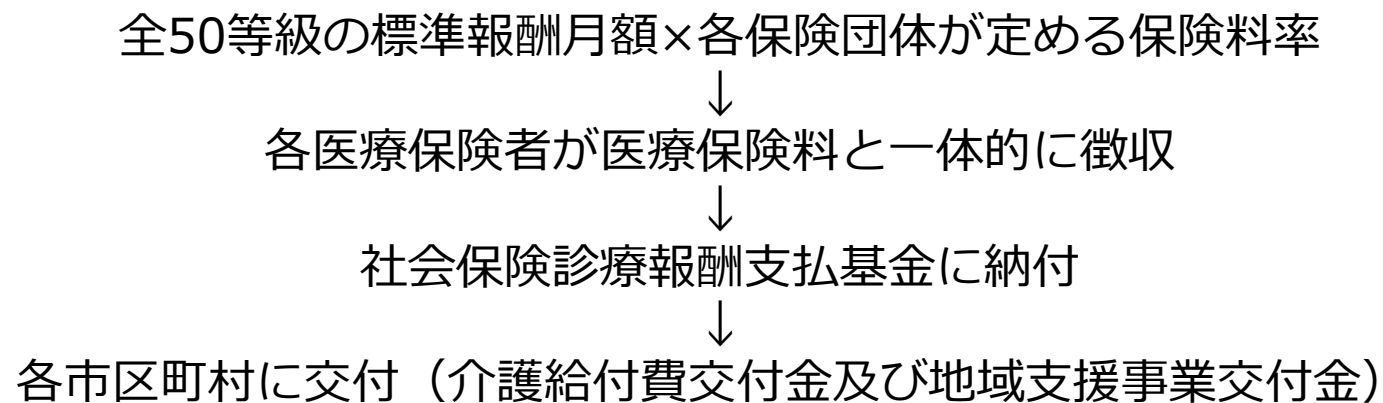 全50等級の標準報酬月額×各保険団体が定める保険料率
↓
各医療保険者が医療保険料と一体的に徴収
↓
社会保険診療報酬支払基金に納付
↓
各市区町村に交付（介護給付費交付金及び地域支援事業交付金）